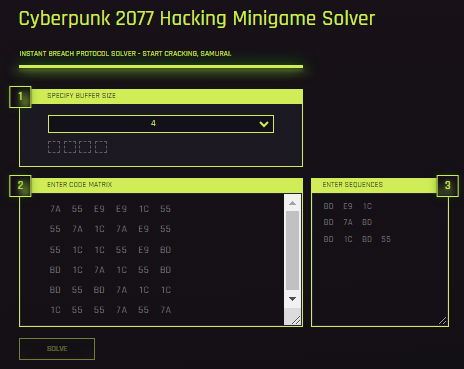 Cyberpunk 2077 Hacking Minigame Solver
INSTANT BREACH PROTOCOL SOLVER - START CRACKING, SAMURAI.
1 SPECIFY BUFFER SIZE
4
2 ENTER CODE MATRIX
7A 55 E9 E9 1C 55
55 7A 1C 7A E9 55
55 1C 1C 55 E9 BD
BD 1C 7A 1C 55 BD
BD 55 BD 7A 1C 1C
1C 55 55 7A 55 7A
ENTER SEQUENCES 3
BD E9 1C
BD 7A BD
BD 1C BD 55
SOLVE